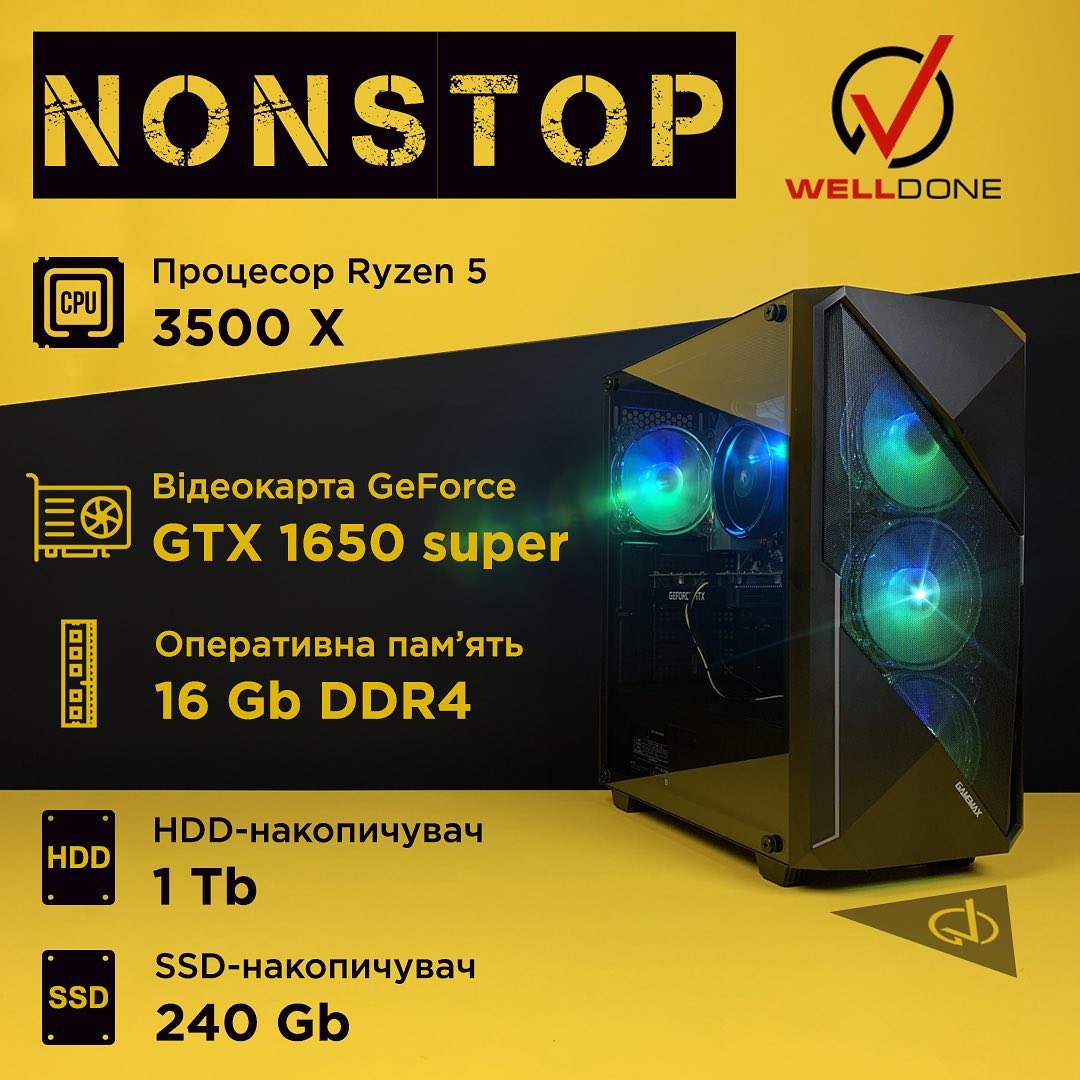 NONSTOP
WELLDONE
CPU
Процесор Ryzen 5
3500 X
Відеокарта GeForce
GTX 1650 super
GEFORCE GTX
Оперативна пам’ять
16 Gb DDR4
GAMEMAX
HDD
HDD-накопичувач
1 Tb
SSD
SSD-накопичувач
240 Gb